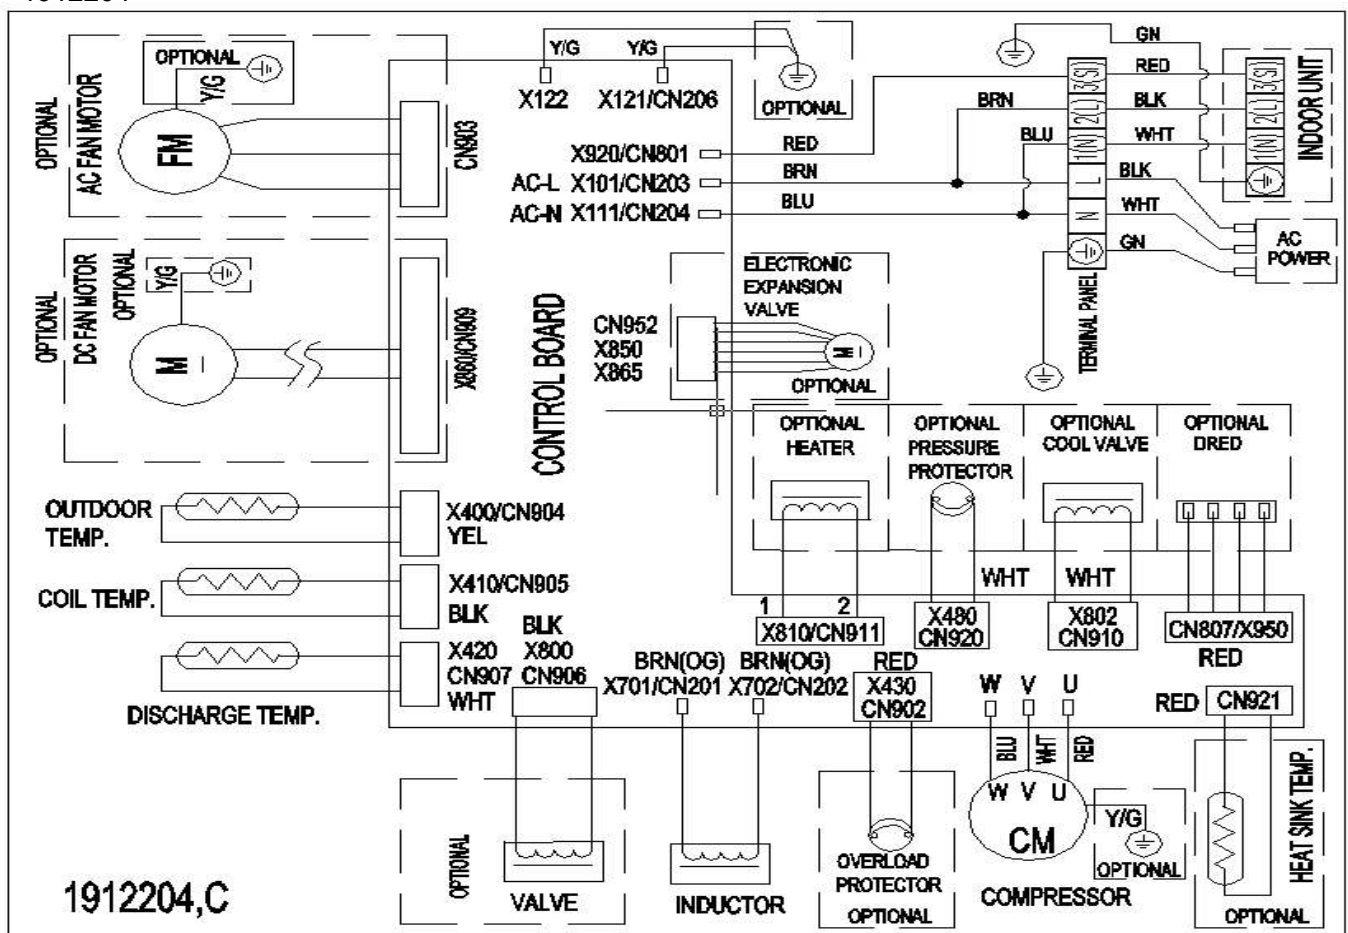 OPTIONAL
AC FAN MOTOR
OPTIONAL
Y/G
FM
CN903
Y/G
Y/G
X122
X121/CN206
OPTIONAL
X920/CN801
RED
AC-L X101/CN203
BRN
AC-N X111/CN204
BLU
BRN
BLU
3(SI)
2(L)
1(N)
L
N
TERMINAL PANEL
GN
RED
BLK
WHT
BLK
WHT
GN
3(SI)
2(L)
1(N)
INDOOR UNIT
AC
POWER
OPTIONAL
DC FAN MOTOR
OPTIONAL
Y/G
M
X860/CN909
CONTROL BOARD
ELECTRONIC
EXPANSION
VALVE
CN952
X850
X865
M
OPTIONAL
OPTIONAL
HEATER
OPTIONAL
PRESSURE
PROTECTOR
OPTIONAL
COOL VALVE
OPTIONAL
DRED
WHT
WHT
1
2
X810/CN911
X480
CN920
X802
CN910
CN807/X950
RED
OUTDOOR
TEMP.
X400/CN904
YEL
COIL TEMP.
X410/CN905
BLK
DISCHARGE TEMP.
X420
CN907
WHT
BLK
X800
CN906
BRN(OG)
X701/CN201
BRN(OG)
X702/CN202
RED
X430
CN902
W
V
U
RED
CN921
BLU
WHT
RED
W V U
CM
COMPRESSOR
Y/G
OPTIONAL
OPTIONAL
VALVE
INDUCTOR
OVERLOAD
PROTECTOR
OPTIONAL
HEAT SINK TEMP.
OPTIONAL
1912204,C